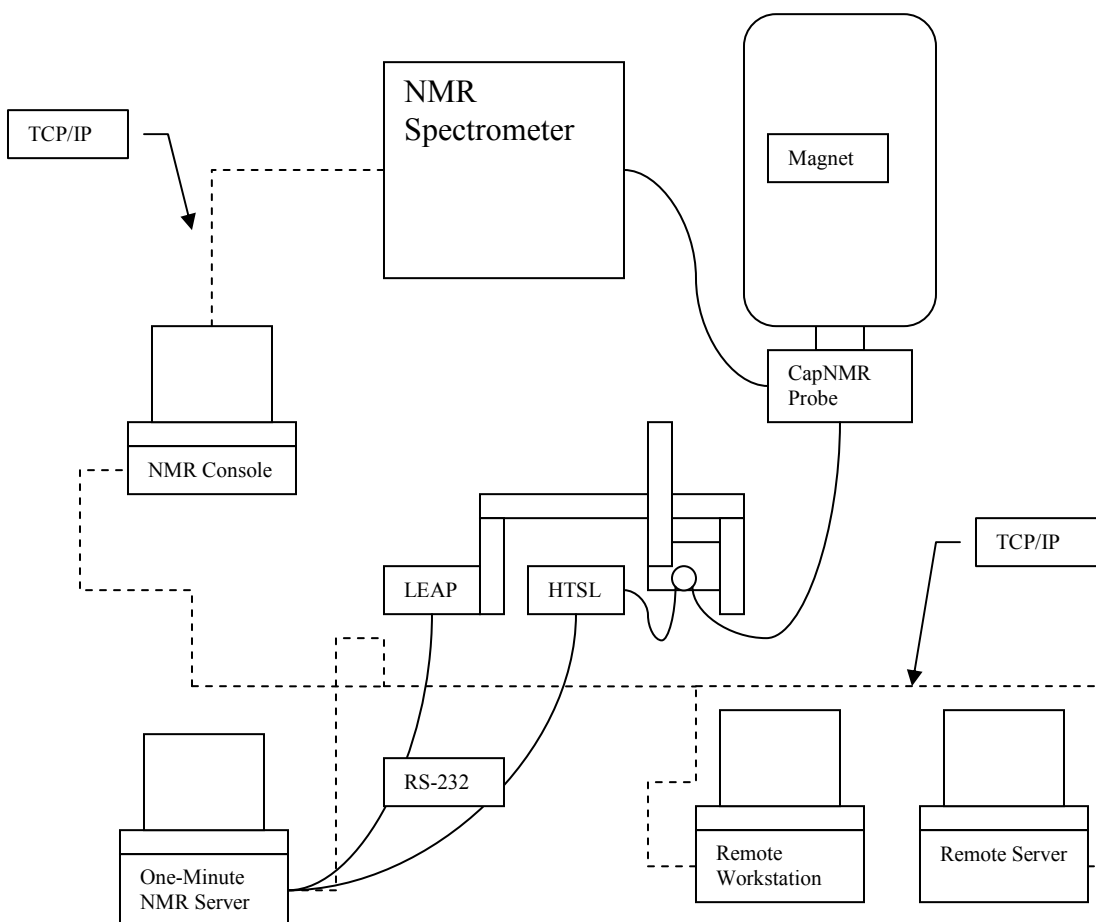 NMR
Spectrometer
TCP/IP
Magnet
CapNMR
Probe
NMR Console
TCP/IP
LEAP
HTSL
RS-232
One-Minute
NMR Server
Remote
Workstation
Remote Server